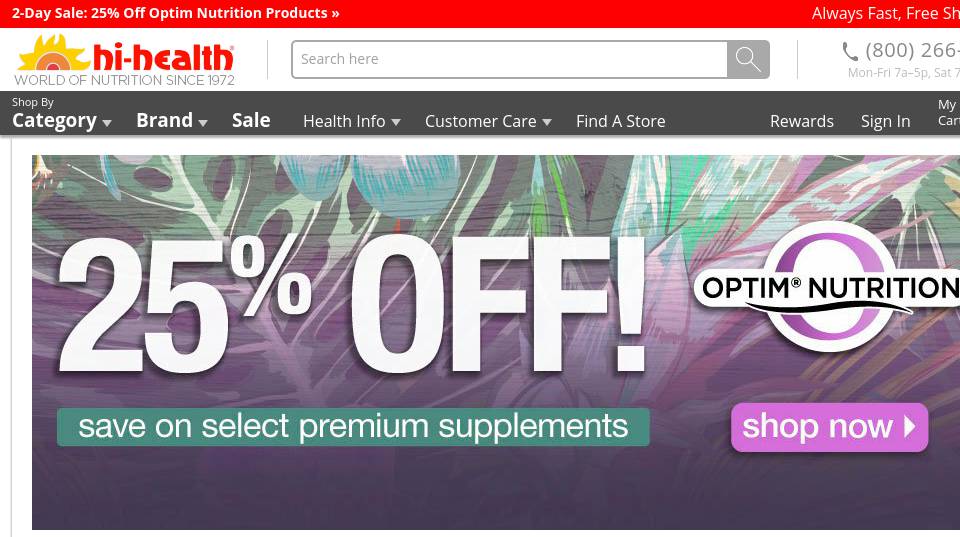 2-Day Sale: 25% Off Optim Nutrition Products »
Always Fast, Free Sh
hi-health®
WORLD OF NUTRITION SINCE 1972
Search here
(800) 266-
Mon-Fri 7a–5p, Sat 7
Shop By
Category
Brand
Sale
Health Info
Customer Care
Find A Store
Rewards
Sign In
My
Cart
25% OFF!
OPTIM® NUTRITION
save on select premium supplements
shop now